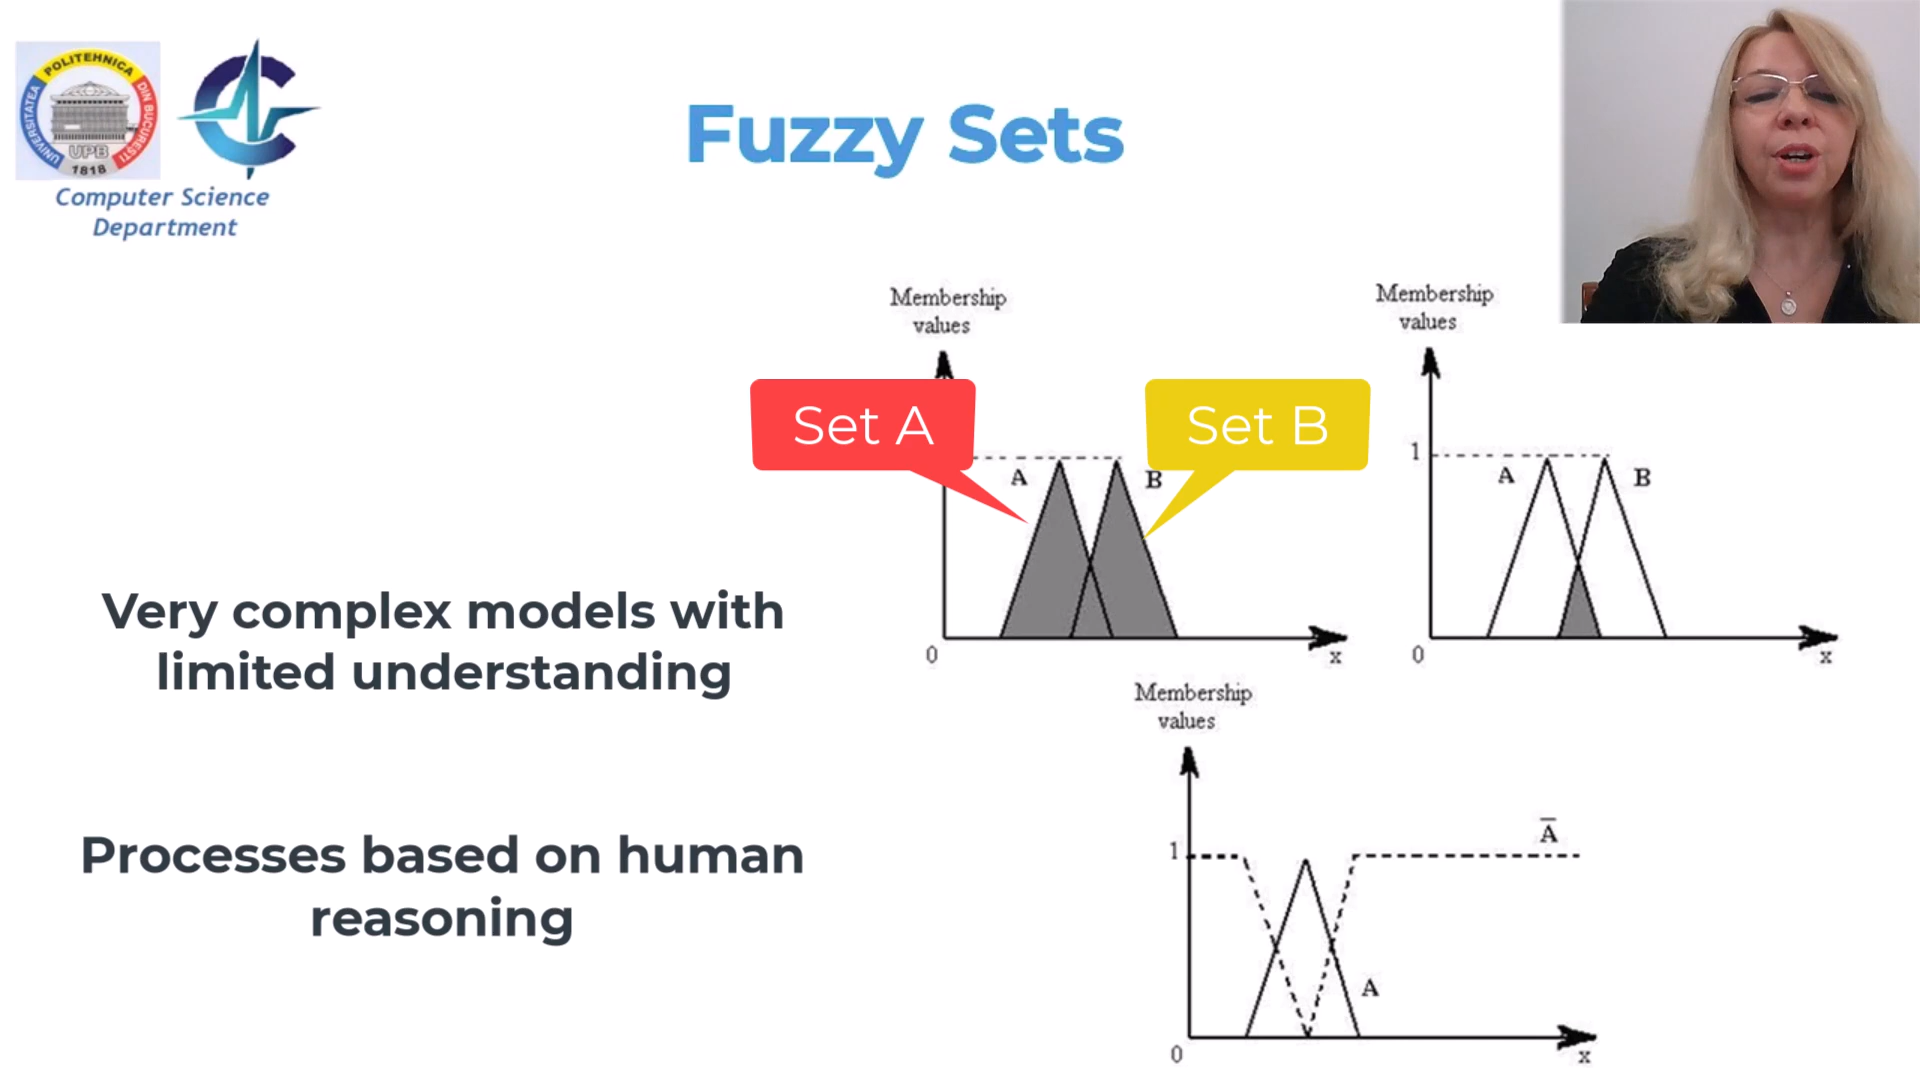 UNIVERSITATEA POLITEHNICA DIN BUCURESTI
UPB
1818
Computer Science
Department
Fuzzy Sets
Very complex models with
limited understanding
Processes based on human
reasoning
Membership
values
Set A
Set B
A
B
0
x
Membership
values
1
A
B
0
x
Membership
values
1
A̅
A
0
x